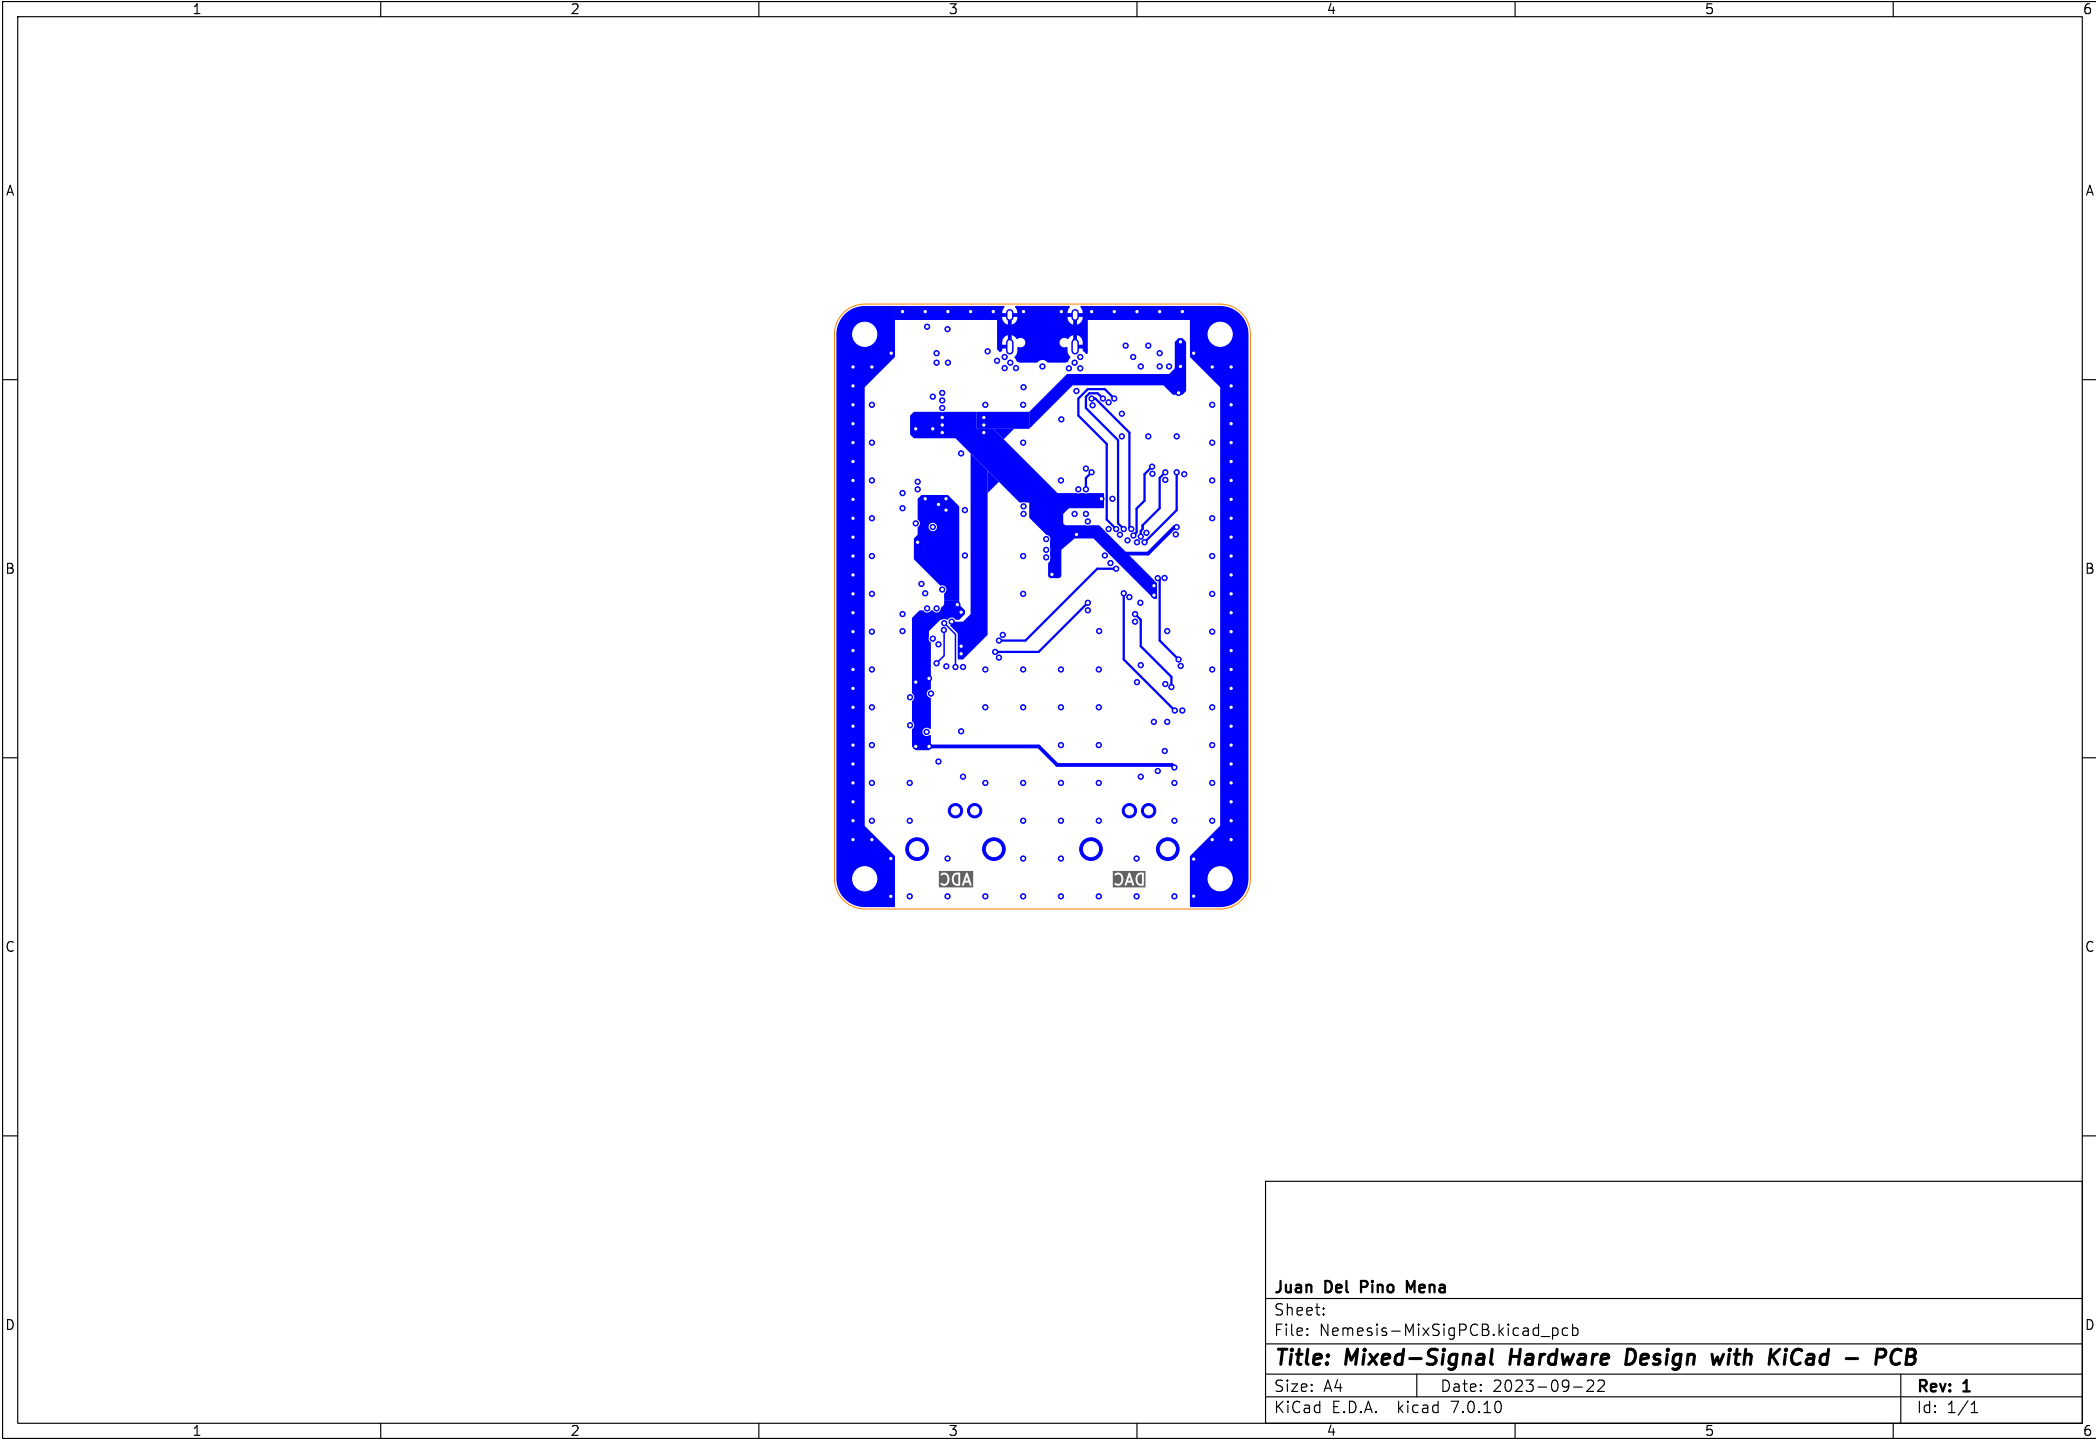 1 2 3 4 5 6
A A
B B
ADC DAC
C C
D D
Juan Del Pino Mena
Sheet:
File: Nemesis-MixSigPCB.kicad_pcb
Title: Mixed-Signal Hardware Design with KiCad - PCB
Size: A4 Date: 2023-09-22 Rev: 1
KiCad E.D.A. kicad 7.0.10 Id: 1/1
1 2 3 4 5 6